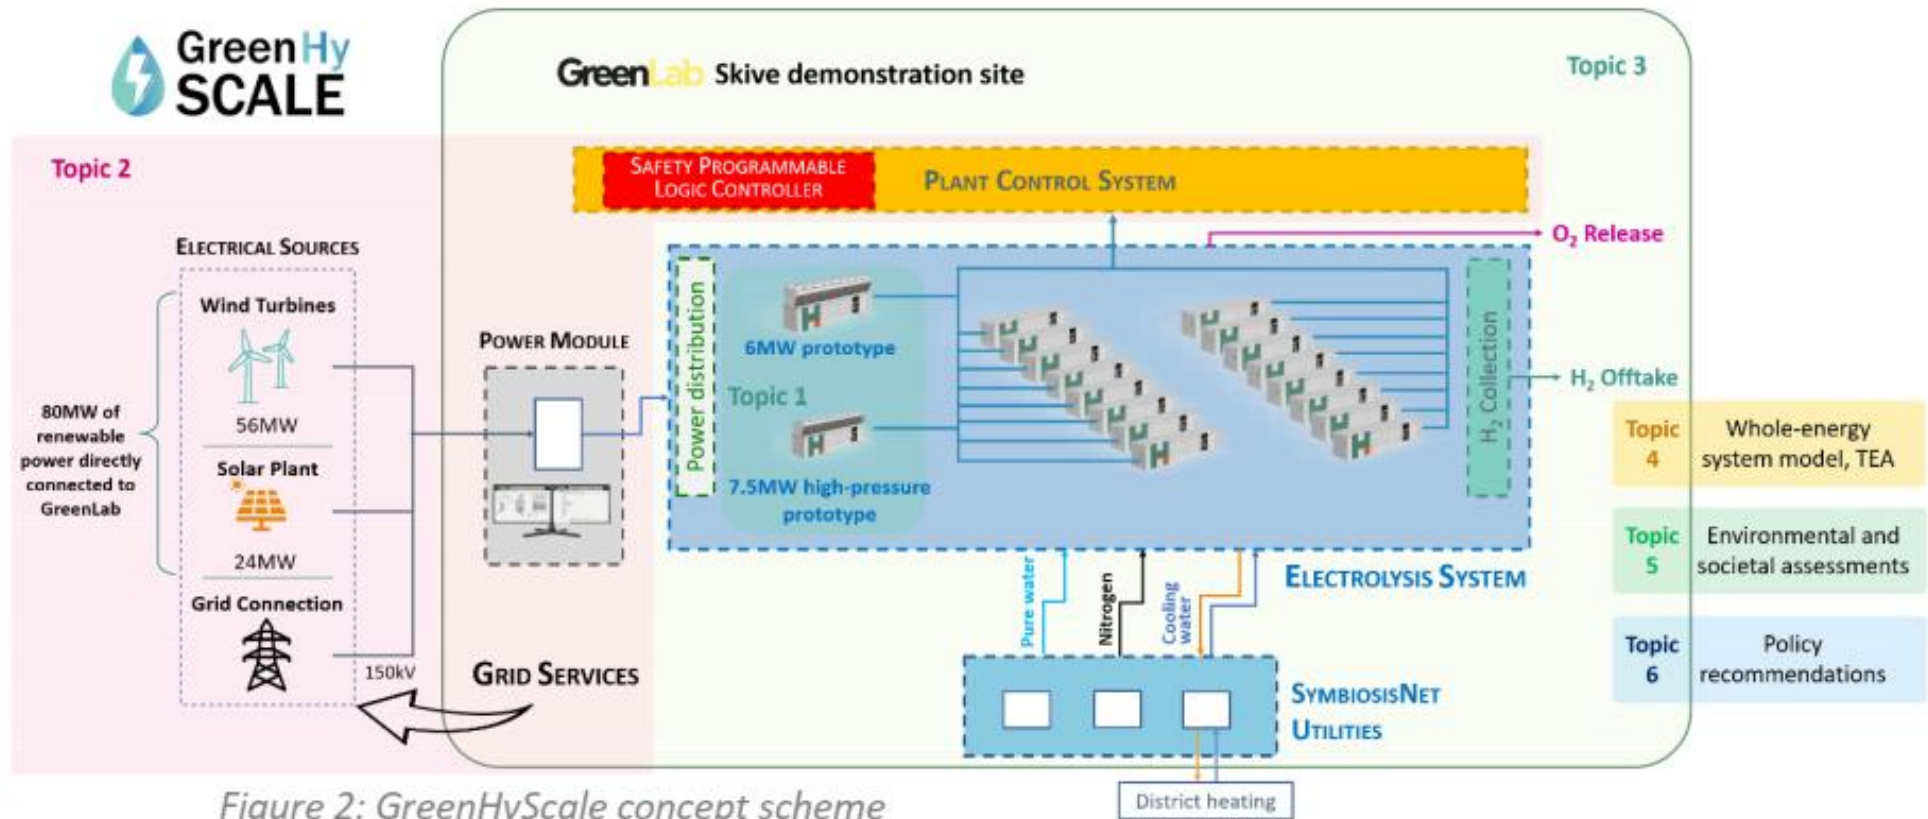 Green Hy
SCALE
GreenLab Skive demonstration site
Topic 3
Topic 2
SAFETY PROGRAMMABLE
LOGIC CONTROLLER
PLANT CONTROL SYSTEM
ELECTRICAL SOURCES
Wind Turbines
56MW
Solar Plant
24MW
Grid Connection
150kV
80MW of
renewable
power directly
connected to
GreenLab
POWER MODULE
GRID SERVICES
Power distribution
6MW prototype
Topic 1
7.5MW high-pressure
prototype
H₂ Collection
O₂ Release
H₂ Offtake
ELECTROLYSIS SYSTEM
Pure water
Nitrogen
Cooling
water
SYMBIOSISNET
UTILITIES
District heating
Topic
4
Whole-energy
system model, TEA
Topic
5
Environmental and
societal assessments
Topic
6
Policy
recommendations
Figure 2: GreenHyScale concept scheme